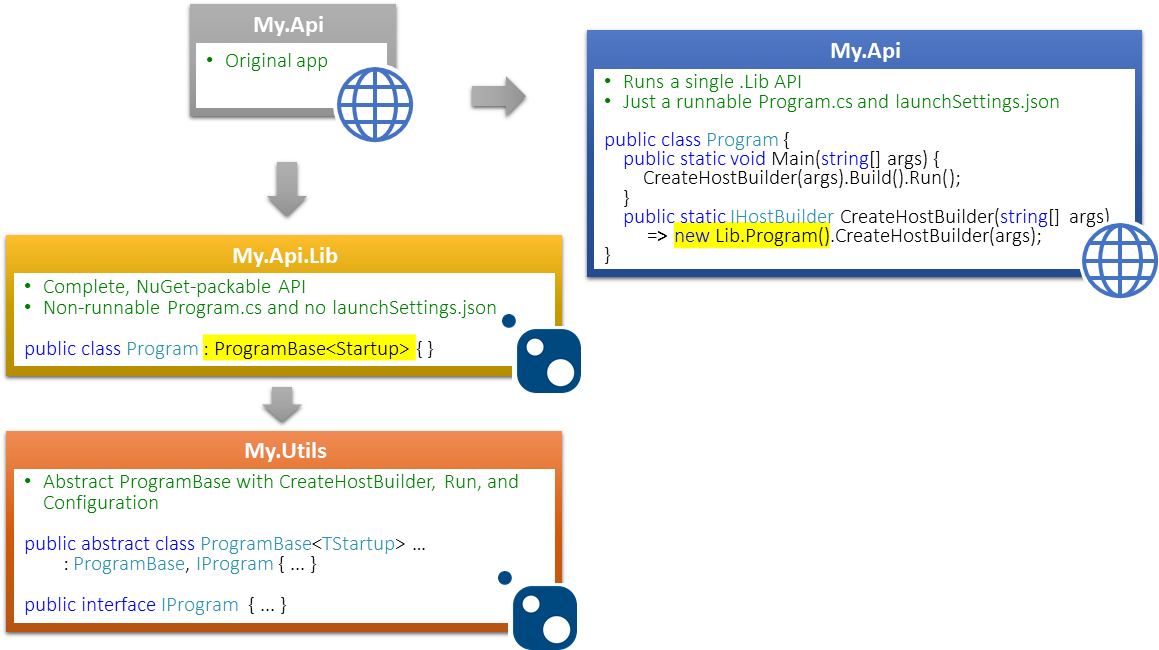 My.Api
• Original app
My.Api
• Runs a single .Lib API
• Just a runnable Program.cs and launchSettings.json
public class Program {
public static void Main(string[] args) {
CreateHostBuilder(args).Build().Run();
}
public static IHostBuilder CreateHostBuilder(string[] args)
=> new Lib.Program().CreateHostBuilder(args);
}
My.Api.Lib
• Complete, NuGet-packable API
• Non-runnable Program.cs and no launchSettings.json
public class Program : ProgramBase<Startup> { }
My.Utils
• Abstract ProgramBase with CreateHostBuilder, Run, and
Configuration
public abstract class ProgramBase<TStartup> ...
: ProgramBase, IProgram { ... }
public interface IProgram { ... }